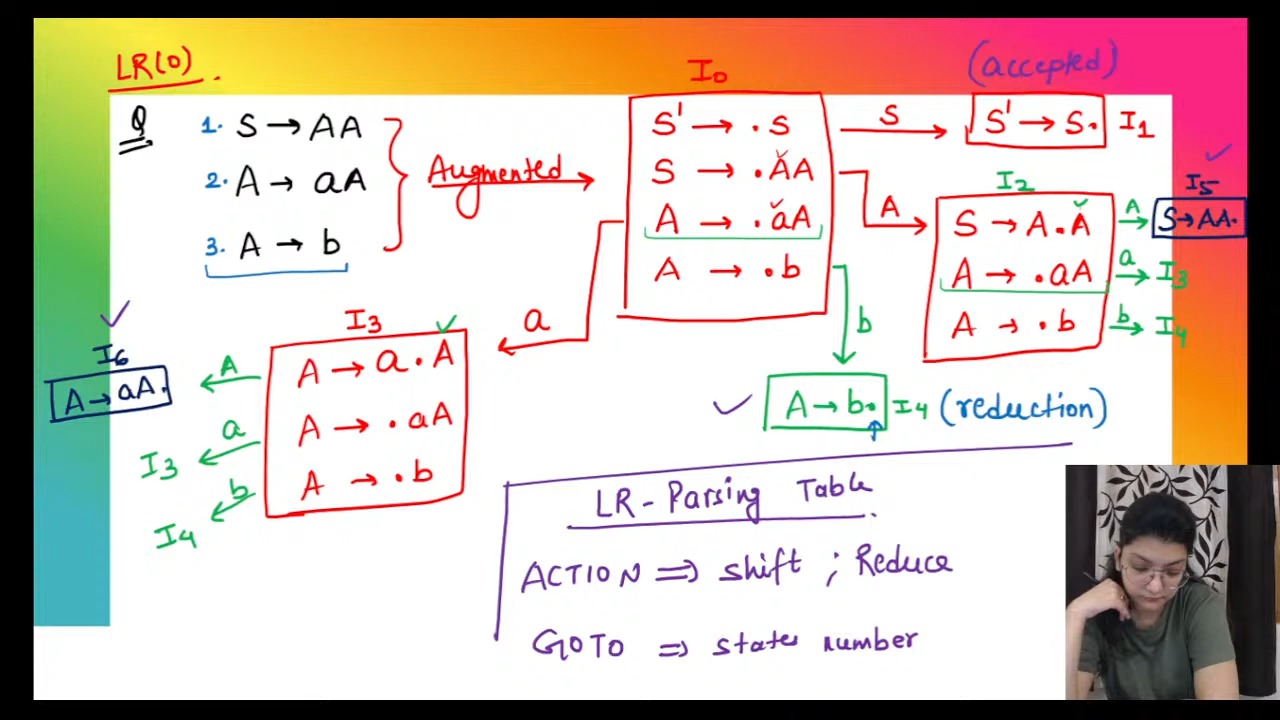 LR(0).
Q
1. S → AA
2. A → aA
3. A → b
Augmented
I0
S' → .S
S → .AA
A → .aA
A → .b
S
(accepted)
S' → S. I1
A
I2
S → A.A
A → .aA
A → .b
A
I5
S→AA.
a I3
b I4
a
I3
A → a.A
A → .aA
A → .b
A
I6
A → aA.
a
I3
b
I4
b
A → b. I4 (reduction)
LR - Parsing Table
ACTION ⇒ shift ; Reduce
GOTO ⇒ states number